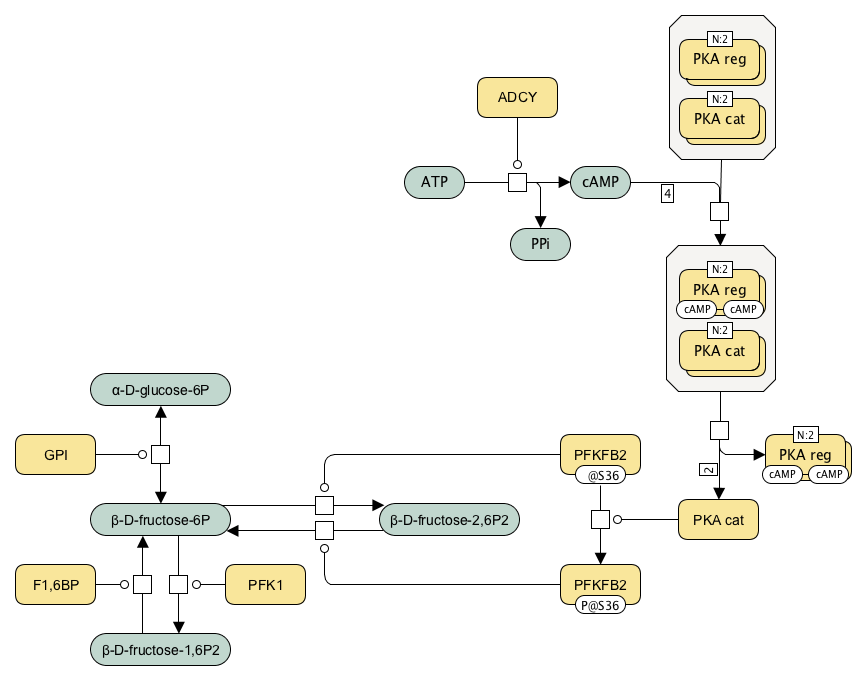 N:2
PKA reg
N:2
PKA cat
ADCY
ATP
cAMP
4
PPi
N:2
PKA reg
cAMP cAMP
N:2
PKA cat
α-D-glucose-6P
GPI
PFKFB2
@S36
N:2
PKA reg
cAMP cAMP
2
β-D-fructose-6P
β-D-fructose-2,6P2
PKA cat
F1,6BP
PFK1
PFKFB2
P@S36
β-D-fructose-1,6P2